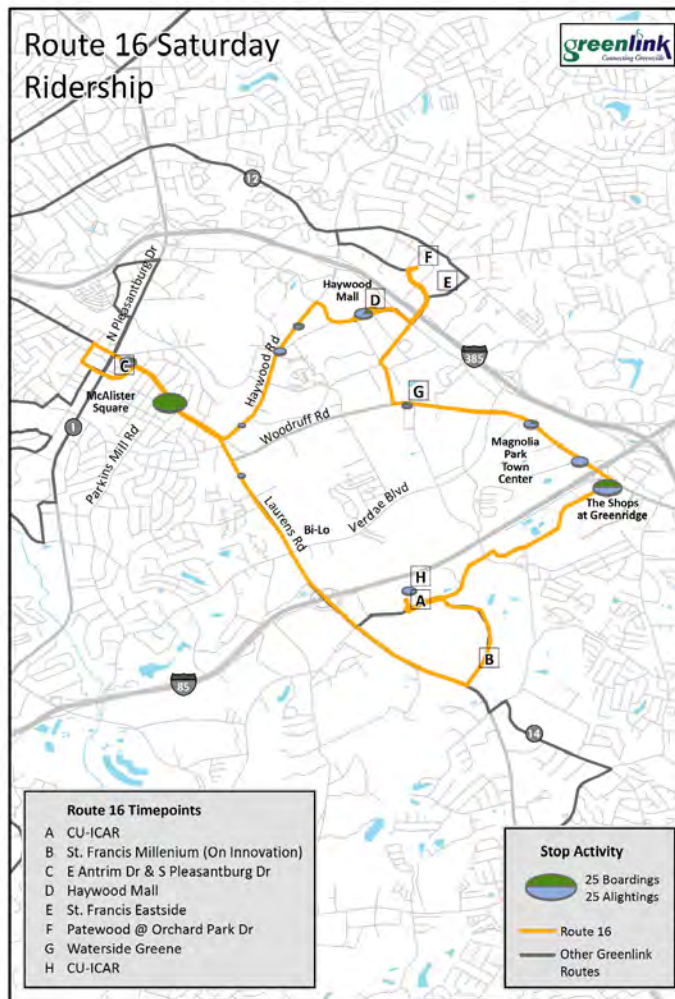 Route 16 Saturday
Ridership
greenlink
Connecting Greenville
12
N Pleasantburg Dr
F
E
Haywood
Mall
D
385
Haywood Rd
C
McAlister
Square
G
1
Parkins Mill Rd
Woodruff Rd
Magnolia
Park
Town
Center
The Shops
at Greenridge
Laurens Rd
Bi-Lo
Verdae Blvd
H
A
B
85
14
Route 16 Timepoints
A CU-ICAR
B St. Francis Millenium (On Innovation)
C E Antrim Dr & S Pleasantburg Dr
D Haywood Mall
E St. Francis Eastside
F Patewood @ Orchard Park Dr
G Waterside Greene
H CU-ICAR
Stop Activity
25 Boardings
25 Alightings
Route 16
Other Greenlink
Routes